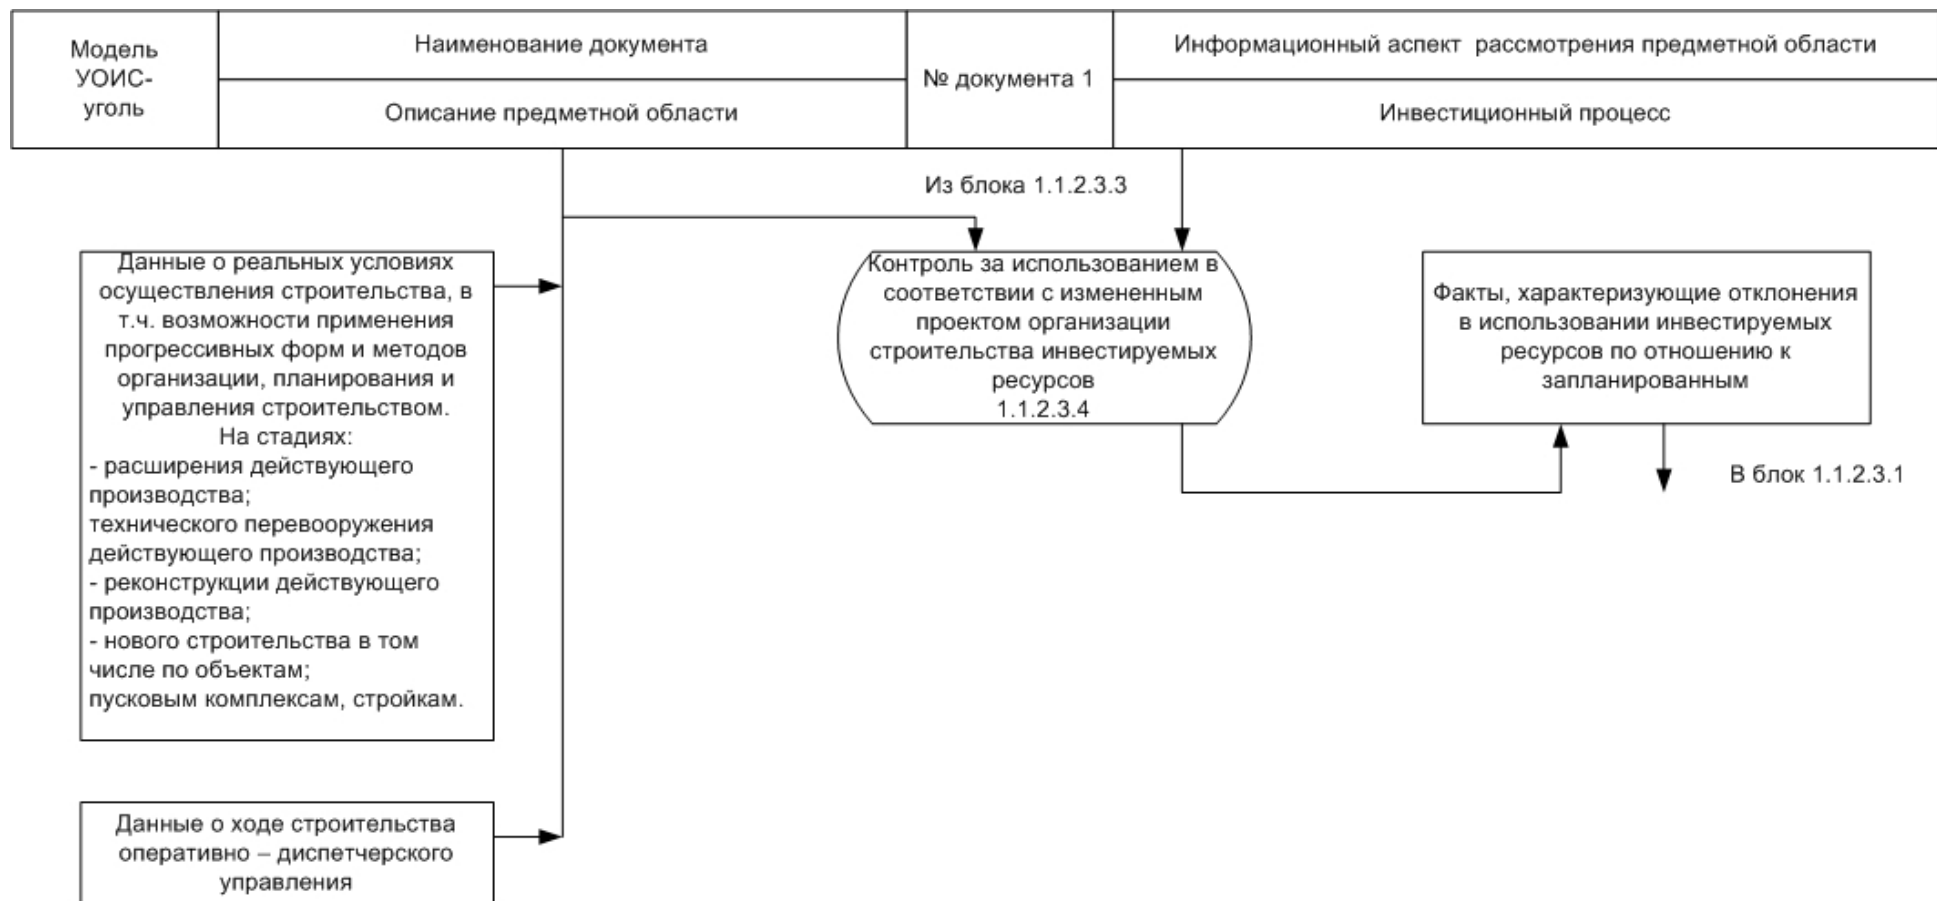 Модель
УОИС-
уголь
Наименование документа
Описание предметной области
№ документа 1
Информационный аспект рассмотрения предметной области
Инвестиционный процесс
Из блока 1.1.2.3.3
Данные о реальных условиях
осуществления строительства, в
т.ч. возможности применения
прогрессивных форм и методов
организации, планирования и
управления строительством.
На стадиях:
- расширения действующего
производства;
технического перевооружения
действующего производства;
- реконструкции действующего
производства;
- нового строительства в том
числе по объектам;
пусковым комплексам, стройкам.
Контроль за использованием в
соответствии с измененным
проектом организации
строительства инвестируемых
ресурсов
1.1.2.3.4
Факты, характеризующие отклонения
в использовании инвестируемых
ресурсов по отношению к
запланированным
В блок 1.1.2.3.1
Данные о ходе строительства
оперативно – диспетчерского
управления